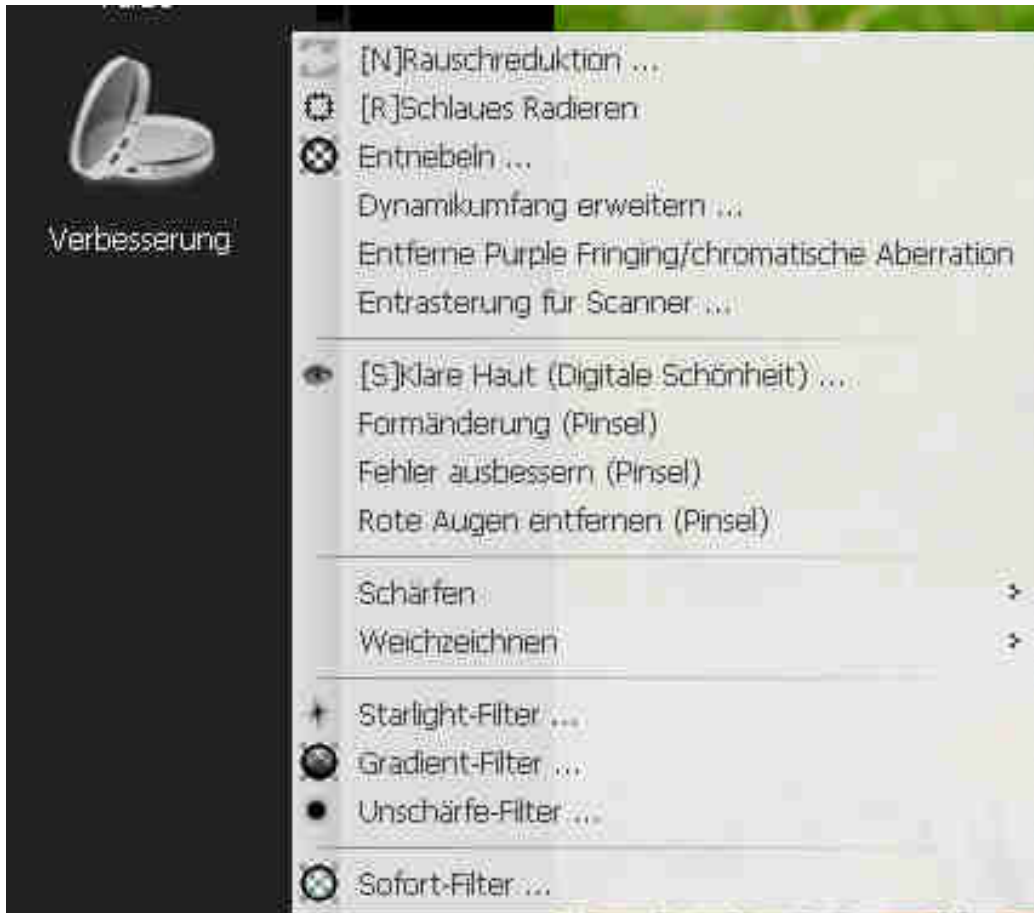 Verbesserung
[N]Rauschreduktion ...
[R]Schlaues Radieren
Entnebeln ...
Dynamikumfang erweitern ...
Entferne Purple Fringing/chromatische Aberration
Entrasterung für Scanner ...
[S]Klare Haut (Digitale Schönheit) ...
Formänderung (Pinsel)
Fehler ausbessern (Pinsel)
Rote Augen entfernen (Pinsel)
Schärfen >
Weichzeichnen >
Starlight-Filter ...
Gradient-Filter ...
Unschärfe-Filter ...
Sofort-Filter ...